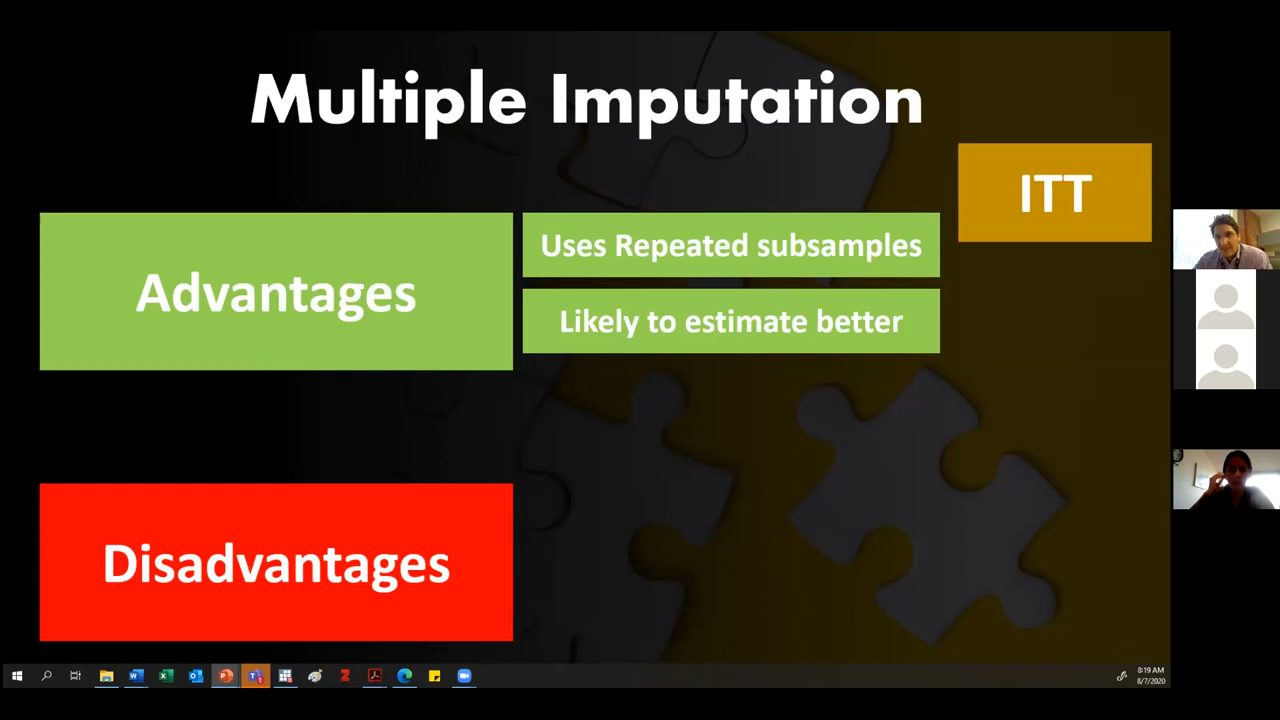 Multiple Imputation
ITT
Advantages
Uses Repeated subsamples
Likely to estimate better
Disadvantages
8:19 AM
8/7/2020